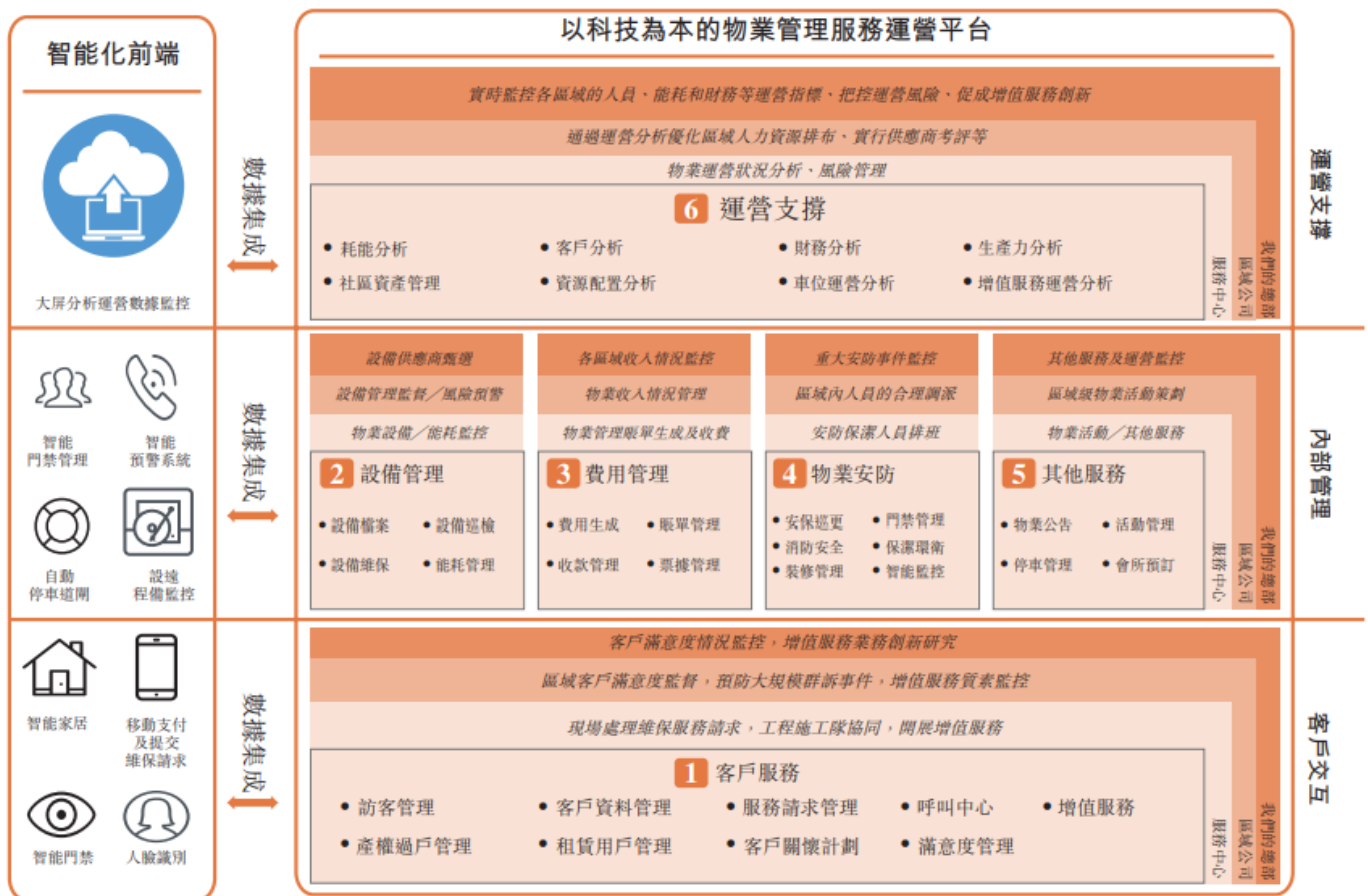 智能化前端
以科技為本的物業管理服務運營平台
大屏分析運營數據監控
數據集成
實時監控各區域的人員、能耗和財務等運營指標、把控運營風險、促成增值服務創新
通過運營分析優化區域人力資源排布、實行供應商考評等
物業運營狀況分析、風險管理
6 運營支撐
• 耗能分析 • 客戶分析 • 財務分析 • 生產力分析
• 社區資產管理 • 資源配置分析 • 車位運營分析 • 增值服務運營分析
服務中心
區域公司
我們的總部
運營支撐
智能
門禁管理
智能
預警系統
自動
停車道閘
設遠
程備監控
數據集成
設備供應商甄選
設備管理監督／風險預警
物業設備／能耗監控
2 設備管理
• 設備檔案 • 設備巡檢
• 設備維保 • 能耗管理
各區域收入情況監控
物業收入情況管理
物業管理賬單生成及收費
3 費用管理
• 費用生成 • 賬單管理
• 收款管理 • 票據管理
重大安防事件監控
區域內人員的合理調派
安防保潔人員排班
4 物業安防
• 安保巡更 • 門禁管理
• 消防安全 • 保潔環衛
• 裝修管理 • 智能監控
其他服務及運營監控
區域級物業活動策劃
物業活動／其他服務
5 其他服務
• 物業公告 • 活動管理
• 停車管理 • 會所預訂
服務中心
區域公司
我們的總部
內部管理
智能家居
移動支付
及提交
維保請求
智能門禁
人臉識別
數據集成
客戶滿意度情況監控，增值服務業務創新研究
區域客戶滿意度監督，預防大規模群訴事件，增值服務質素監控
現場處理維保服務請求，工程施工隊協同，開展增值服務
1 客戶服務
• 訪客管理 • 客戶資料管理 • 服務請求管理 • 呼叫中心 • 增值服務
• 產權過戶管理 • 租賃用戶管理 • 客戶關懷計劃 • 滿意度管理
服務中心
區域公司
我們的總部
客戶交互